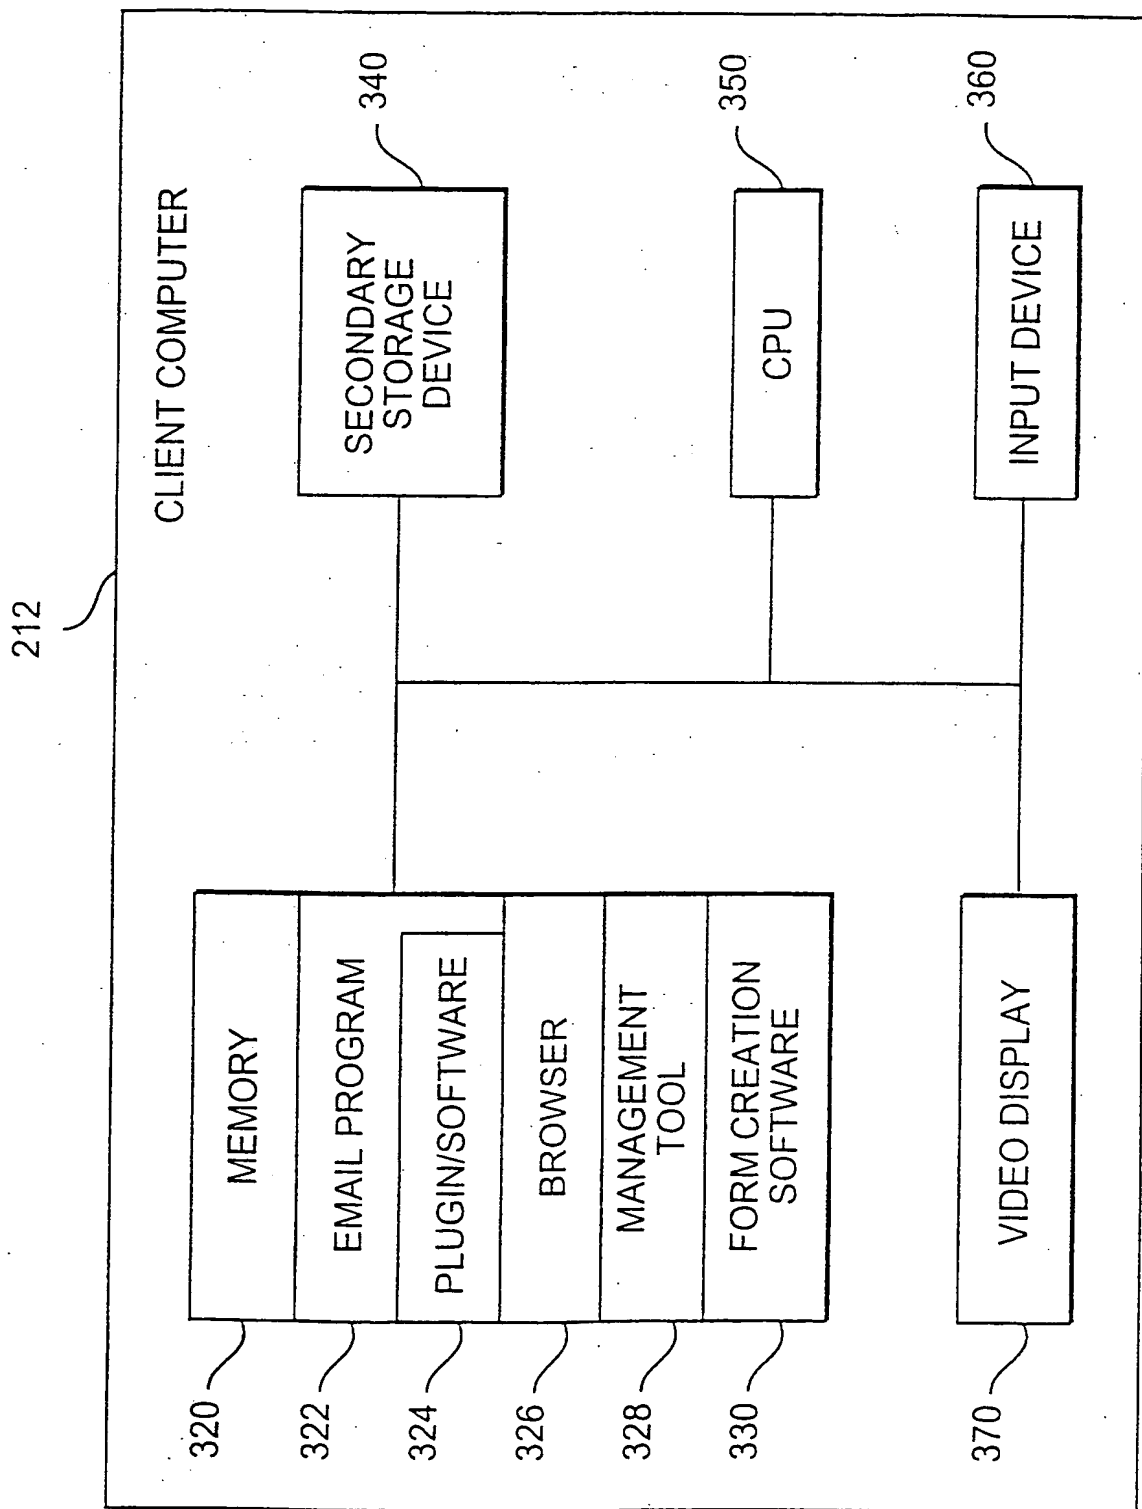 212
CLIENT COMPUTER
320
MEMORY
322
EMAIL PROGRAM
324
PLUGIN/SOFTWARE
326
BROWSER
328
MANAGEMENT
TOOL
330
FORM CREATION
SOFTWARE
370
VIDEO DISPLAY
SECONDARY
STORAGE
DEVICE
340
CPU
350
INPUT DEVICE
360